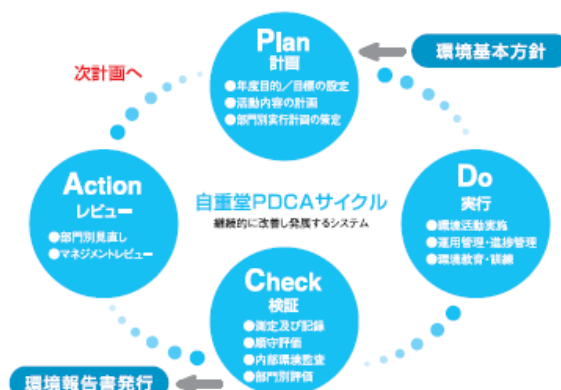 Plan
計画
●年度目的／目標の設定
●活動内容の計画
●部門別実行計画の策定
環境基本方針
次計画へ
Do
実行
●環境活動実施
●運用管理・進捗管理
●環境教育・訓練
自重堂PDCAサイクル
継続的に改善し発展するシステム
Action
レビュー
●部門別見直し
●マネジメントレビュー
Check
検証
●測定及び記録
●順守評価
●内部環境監査
●部門別評価
環境報告書発行